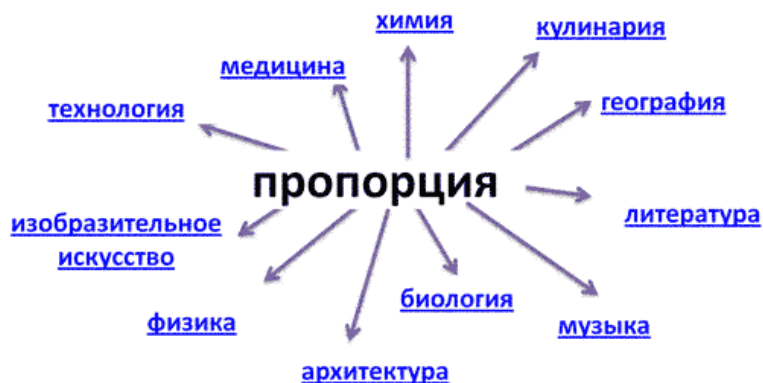 химия
кулинария
медицина
география
технология
пропорция
литература
изобразительное
искусство
биология
физика
музыка
архитектура